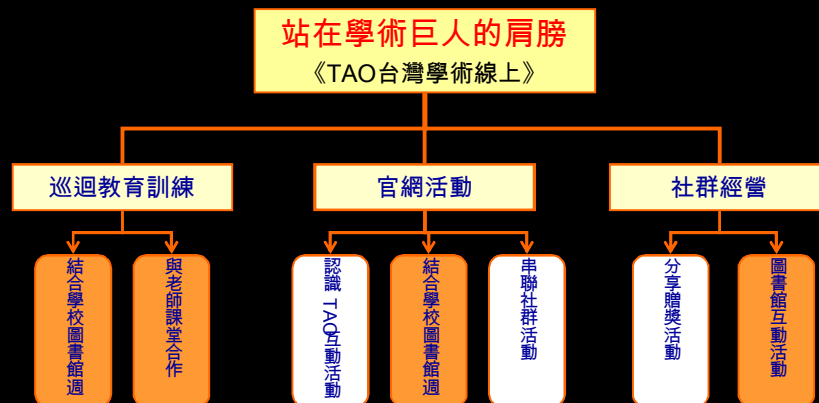 站在學術巨人的肩膀
《TAO台灣學術線上》
巡迴教育訓練
官網活動
社群經營
結合學校圖書館週
與老師課堂合作
認識 TAO互動活動
結合學校圖書館週
串聯社群活動
分享贈獎活動
圖書館互動活動